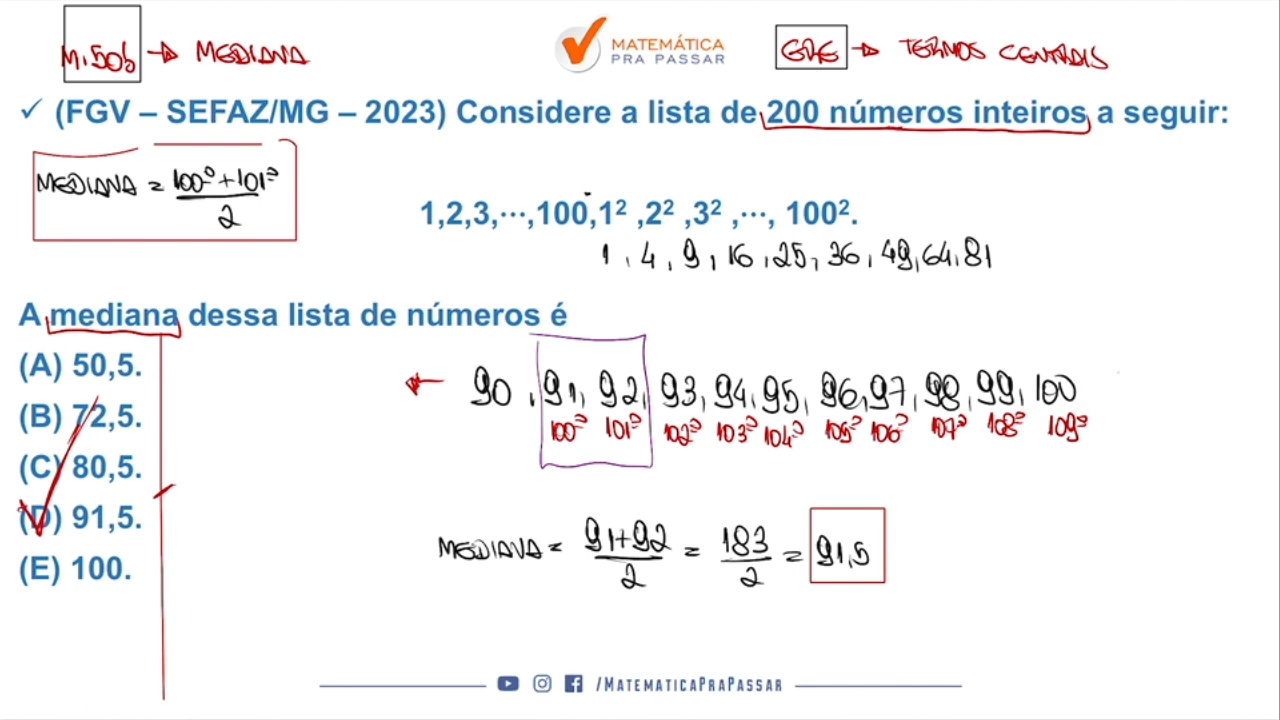 M.506 → MEDIANA
MATEMÁTICA
PRA PASSAR
→ TERMOS CENTRAIS
✓ (FGV – SEFAZ/MG – 2023) Considere a lista de 200 números inteiros a seguir:
MEDIANA = 100º+101º
2
1,2,3,⋯,100,1² ,2² ,3² ,⋯, 100².
1, 4, 9, 16, 25, 36, 49, 64, 81
A mediana dessa lista de números é
(A) 50,5.
(B) 72,5.
(C) 80,5.
(D) 91,5.
(E) 100.
90, 91, 92, 93, 94, 95, 96, 97, 98, 99, 100
100º 101º 102º 103º 104º 105º 106º 107º 108º 109º
MEDIANA = 91+92 = 183 = 91,5
2 2
/MATEMATICAPRAPASSAR